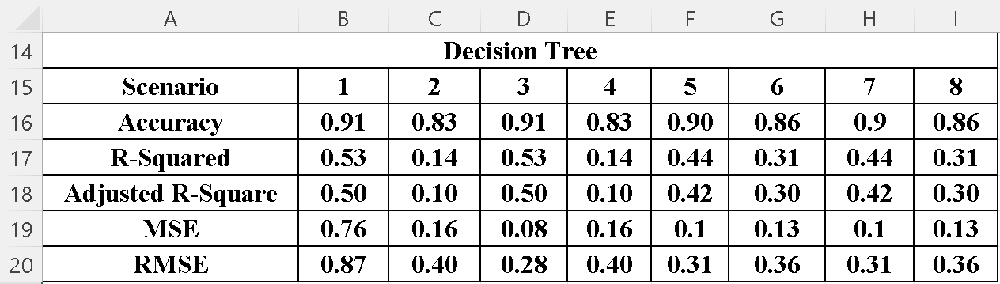 A B C D E F G H I
14 Decision Tree
15 Scenario 1 2 3 4 5 6 7 8
16 Accuracy 0.91 0.83 0.91 0.83 0.90 0.86 0.9 0.86
17 R-Squared 0.53 0.14 0.53 0.14 0.44 0.31 0.44 0.31
18 Adjusted R-Square 0.50 0.10 0.50 0.10 0.42 0.30 0.42 0.30
19 MSE 0.76 0.16 0.08 0.16 0.1 0.13 0.1 0.13
20 RMSE 0.87 0.40 0.28 0.40 0.31 0.36 0.31 0.36